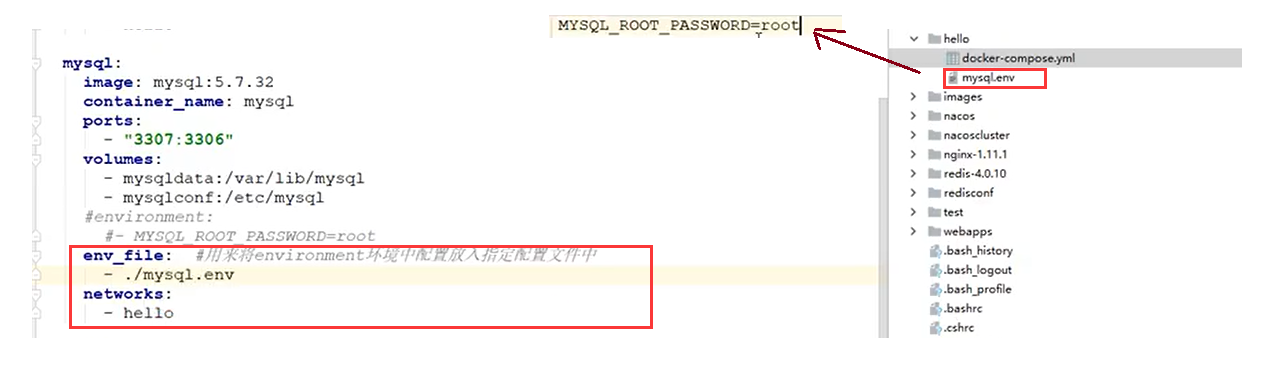 MYSQL_ROOT_PASSWORD=root
mysql:
image: mysql:5.7.32
container_name: mysql
ports:
- "3307:3306"
volumes:
- mysqldata:/var/lib/mysql
- mysqlconf:/etc/mysql
#environment:
#- MYSQL_ROOT_PASSWORD=root
env_file: #用来将environment环境中配置放入指定配置文件中
- ./mysql.env
networks:
- hello
hello
docker-compose.yml
mysql.env
images
nacos
nacoscluster
nginx-1.11.1
redis-4.0.10
redisconf
test
webapps
.bash_history
.bash_logout
.bash_profile
.bashrc
.cshrc